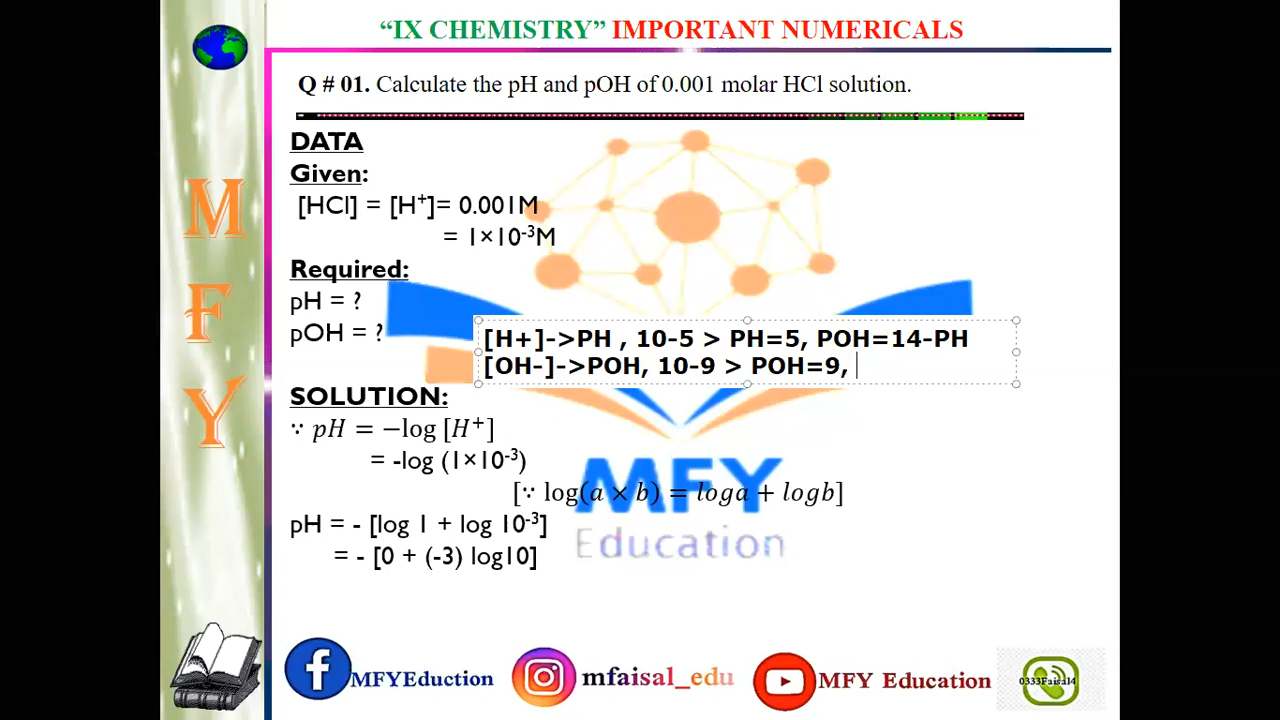 “IX CHEMISTRY” IMPORTANT NUMERICALS
Q # 01. Calculate the pH and pOH of 0.001 molar HCl solution.
M
F
Y
DATA
Given:
[HCl] = [H⁺]= 0.001M
= 1×10⁻³M
Required:
pH = ?
pOH = ?
[H+]->PH , 10-5 > PH=5, POH=14-PH
[OH-]->POH, 10-9 > POH=9,
SOLUTION:
∵ pH = −log [H⁺]
= -log (1×10⁻³)
[∵ log(a × b) = loga + logb]
pH = - [log 1 + log 10⁻³]
= - [0 + (-3) log10]
MFY
Education
MFYEduction
mfaisal_edu
MFY Education
0333Faisal4